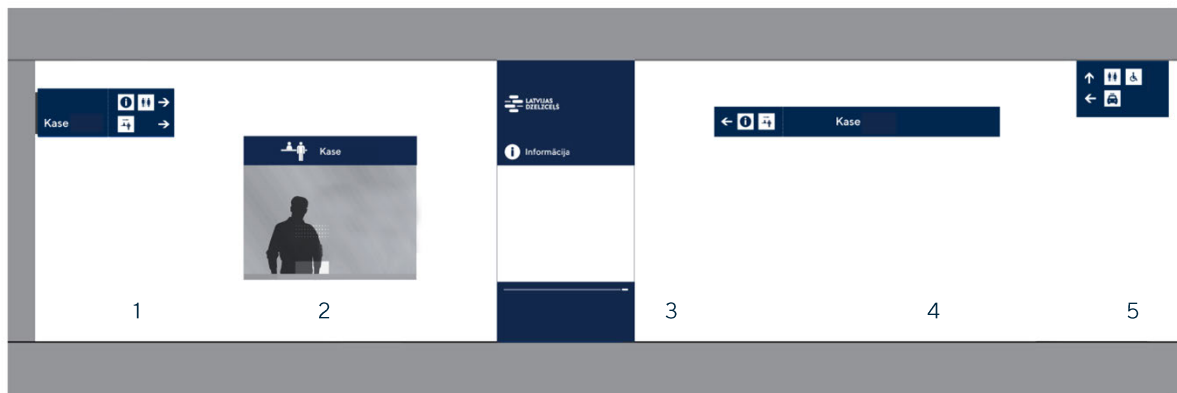 Kase
Kase
LATVIJAS
DZELZCEĻŠ
Informācija
Kase
1
2
3
4
5